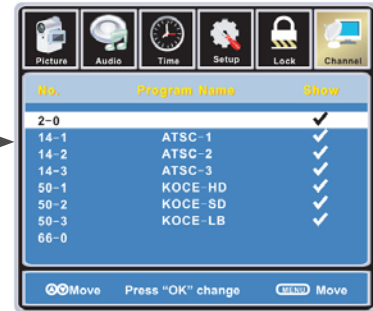 Picture Audio Time Setup Lock Channel
No. Program Name Show
2-0
14-1 ATSC-1
14-2 ATSC-2
14-3 ATSC-3
50-1 KOCE-HD
50-2 KOCE-SD
50-3 KOCE-LB
66-0
Move Press “OK” change MENU Move